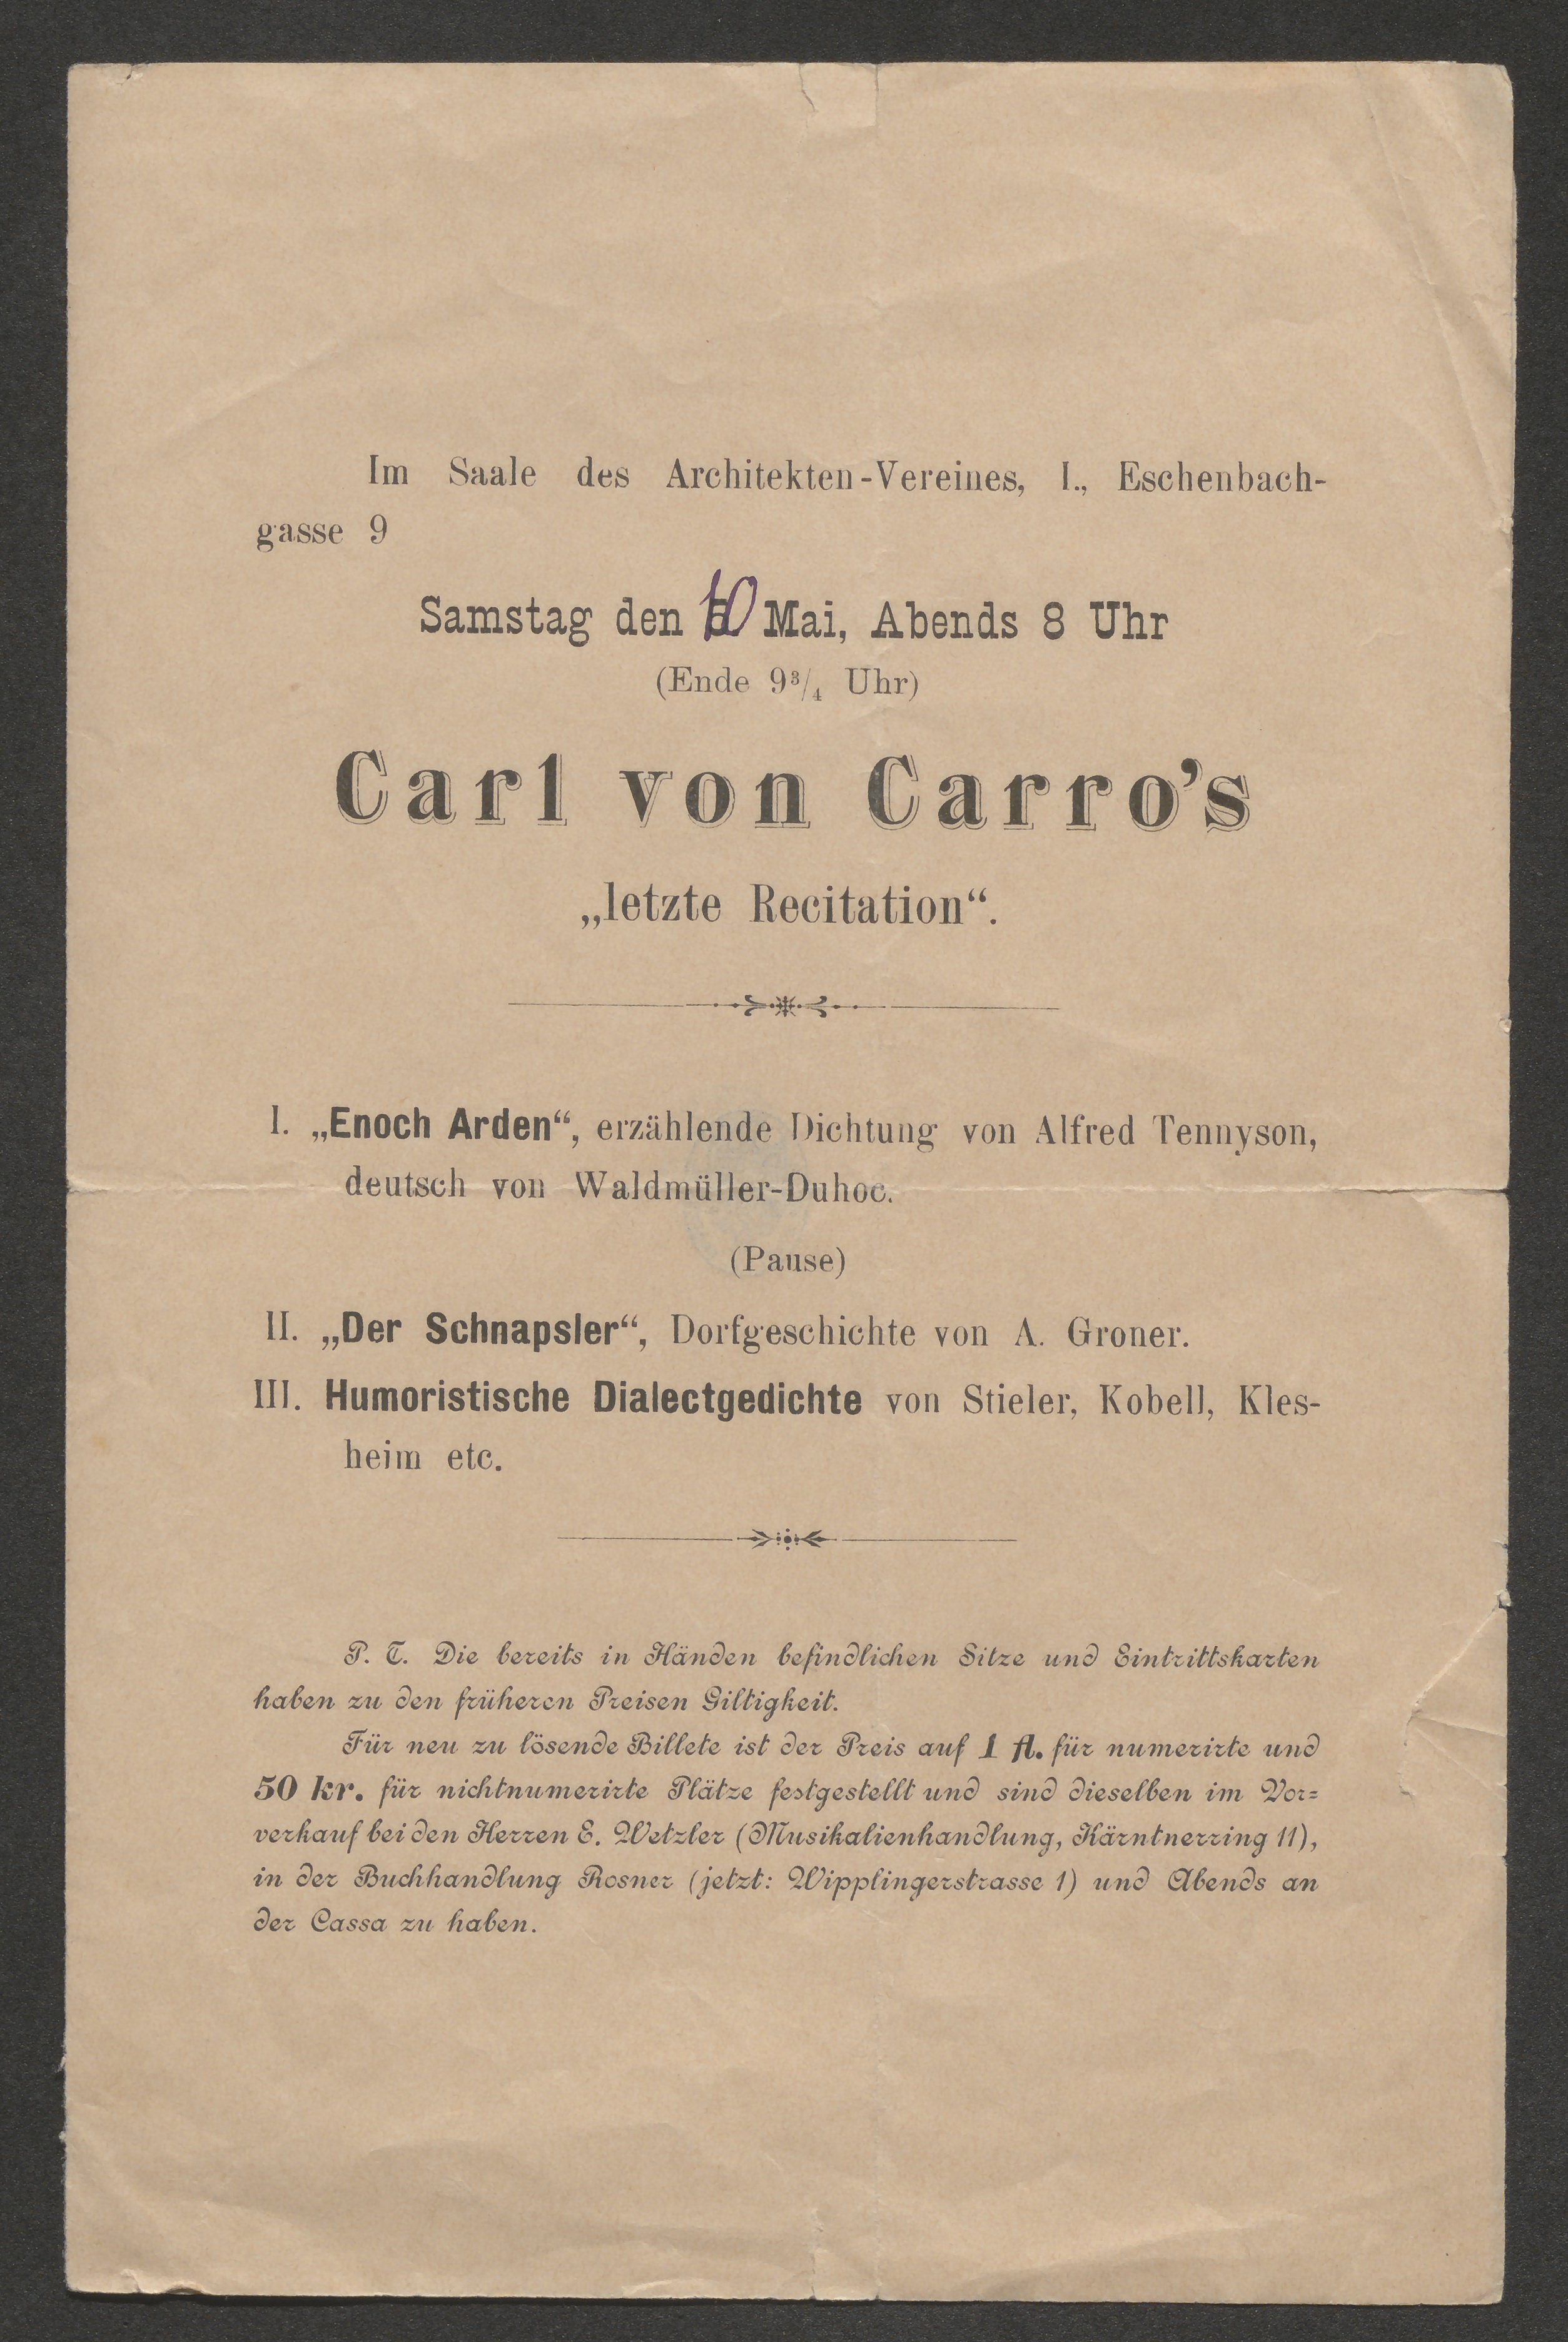 Im Saale des Architekten-Vereines, I., Eschenbach-
gasse 9
Samstag den 10 Mai, Abends 8 Uhr
(Ende 9¾ Uhr)
Carl von Carro's
„letzte Recitation“.
I. „Enoch Arden“, erzählende Dichtung von Alfred Tennyson,
deutsch von Waldmüller-Duhoc.
(Pause)
II. „Der Schnapsler“, Dorfgeschichte von A. Groner.
III. Humoristische Dialectgedichte von Stieler, Kobell, Kles-
heim etc.
P. T. Die bereits in Händen befindlichen Sitze und Eintrittskarten
haben zu den früheren Preisen Giltigkeit.
Für neu zu lösende Billete ist der Preis auf 1 fl. für numerirte und
50 kr. für nichtnumerirte Plätze festgestellt und sind dieselben im Vor-
verkauf bei den Herren E. Wetzler (Musikalienhandlung, Kärntnerring 11),
in der Buchhandlung Rosner (jetzt: Wipplingerstrasse 1) und Abends an
der Cassa zu haben.